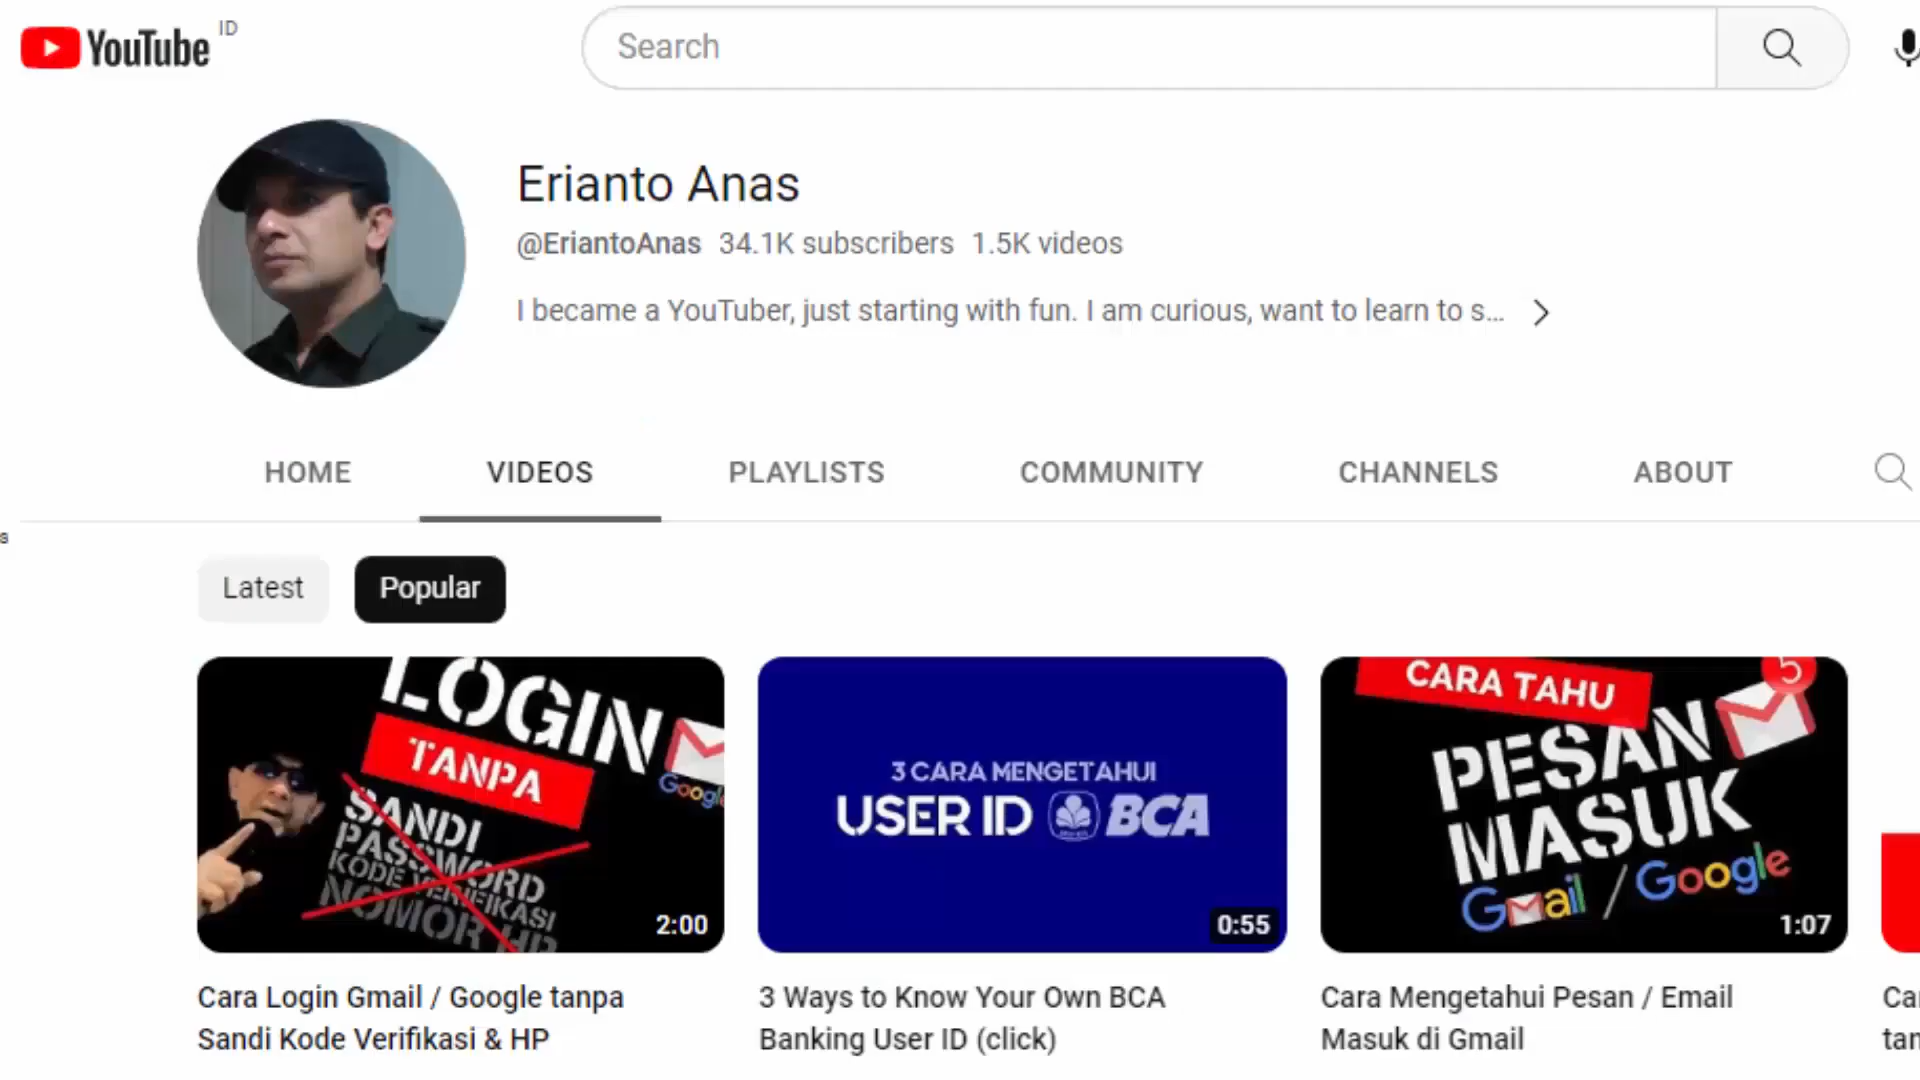 YouTube ID
Search
Erianto Anas
@EriantoAnas 34.1K subscribers 1.5K videos
I became a YouTuber, just starting with fun. I am curious, want to learn to s...
HOME VIDEOS PLAYLISTS COMMUNITY CHANNELS ABOUT
s
Latest Popular
LOGIN
TANPA
Google
SANDI
PASSWORD
KODE VERIFIKASI
NOMOR HP
2:00
3 CARA MENGETAHUI
USER ID BCA
0:55
CARA TAHU
5
PESAN
MASUK
Gmail / Google
1:07
Cara Login Gmail / Google tanpa
Sandi Kode Verifikasi & HP
3 Ways to Know Your Own BCA
Banking User ID (click)
Cara Mengetahui Pesan / Email
Masuk di Gmail